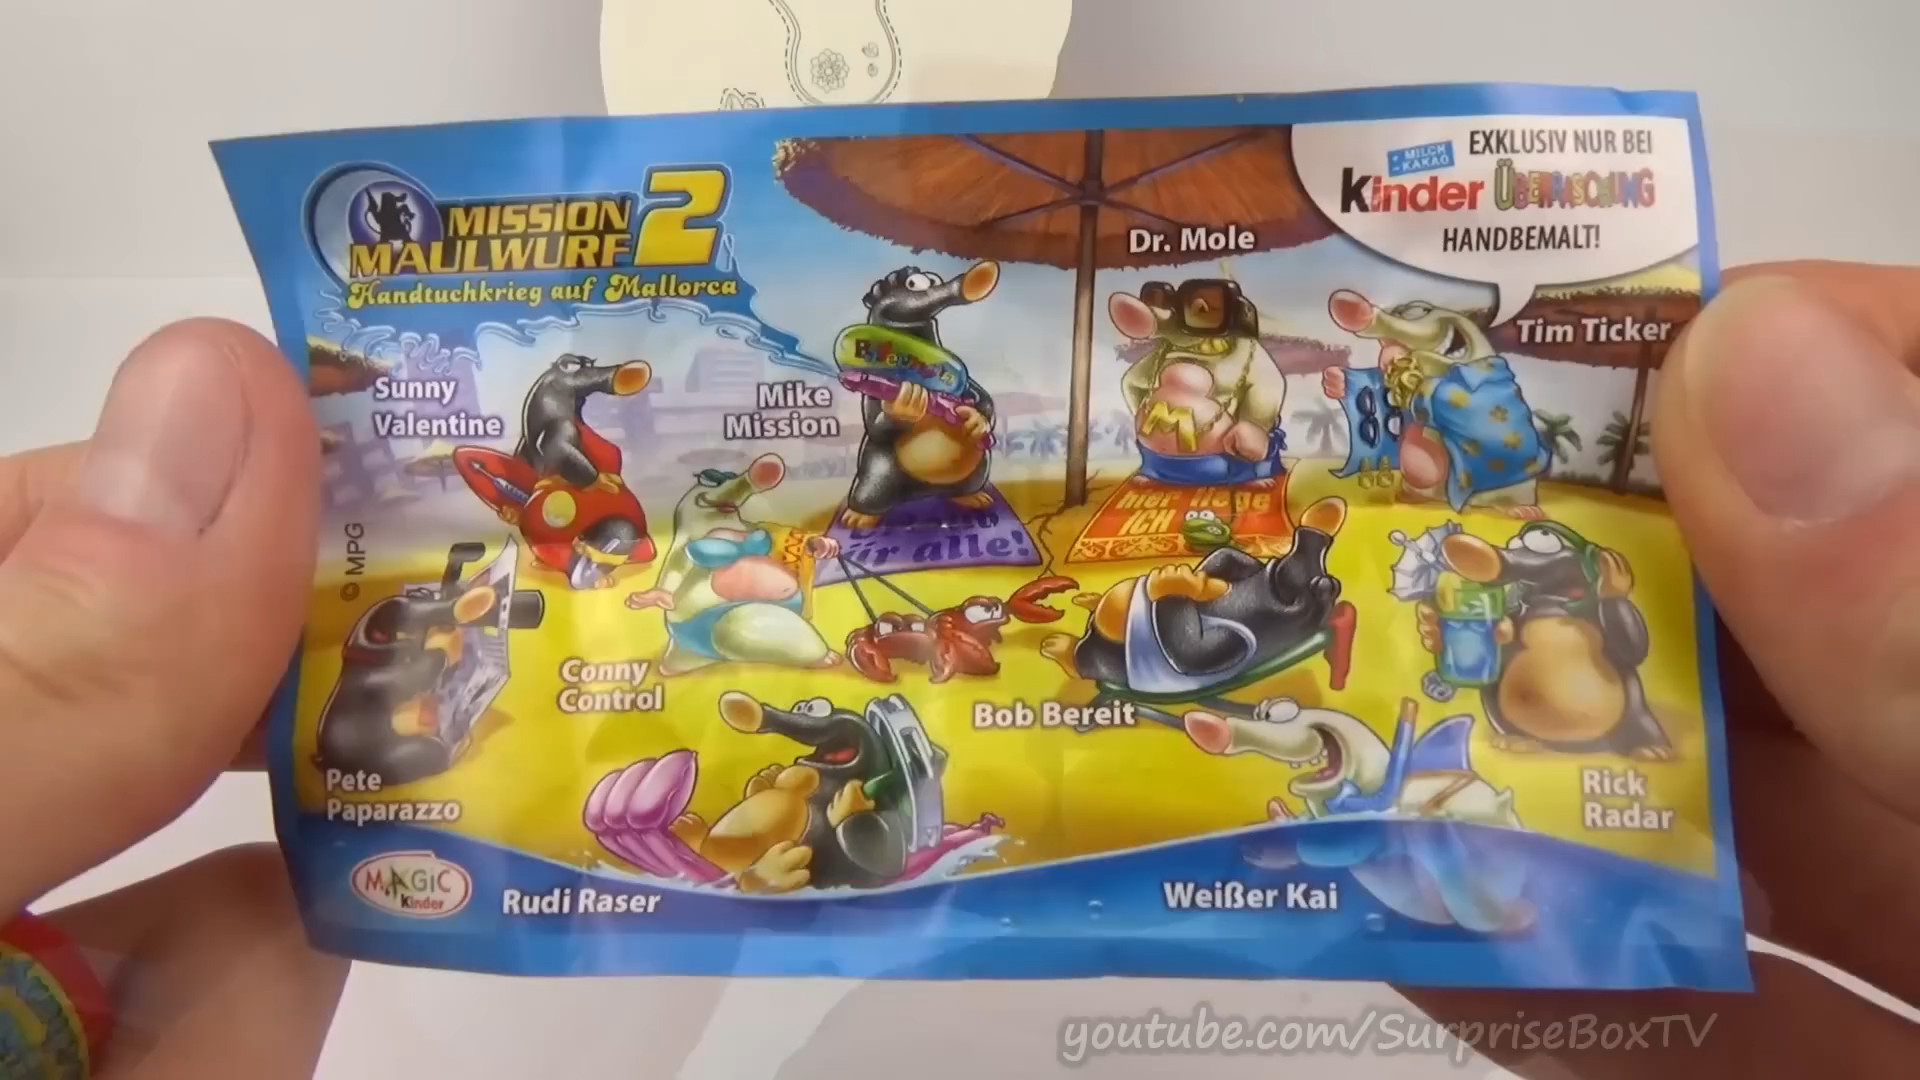 MISSION
MAULWURF 2
Handtuchkrieg auf Mallorca
EXKLUSIV NUR BEI
+ MILCH
- KAKAO
Kinder ÜBERRASCHUNG
HANDBEMALT!
Dr. Mole
Tim Ticker
Sunny
Valentine
Mike
Mission
M
hier liege
ICH
für alle!
© MPG
Conny
Control
Bob Bereit
Pete
Paparazzo
Rick
Radar
MAGiC
Kinder
Rudi Raser
Weißer Kai
youtube.com/SurpriseBoxTV